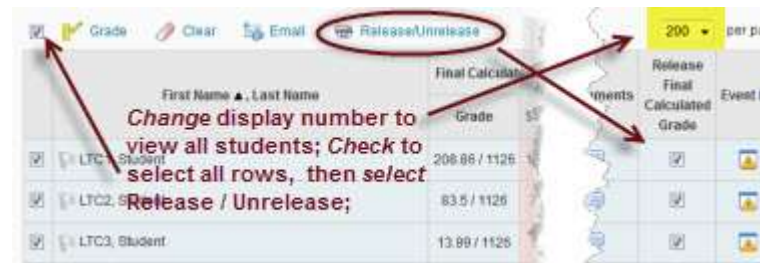 Grade Clear Email Release/Unrelease 200 per pa
First Name ▲, Last Name
Final Calculat
Grade
ments
Release
Final
Calculated
Grade
Event
Change display number to
view all students; Check to
select all rows, then select
Release / Unrelease;
LTC1, Student 208.86 / 1126
LTC2, Student 83.5 / 1126
LTC3, Student 13.99 / 1126